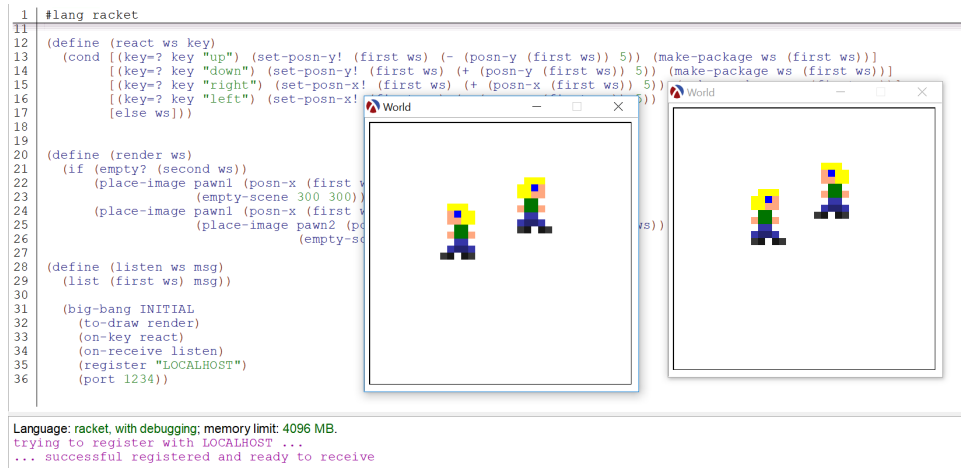 1 #lang racket
11
12 (define (react ws key)
13 (cond [(key=? key "up") (set-posn-y! (first ws) (- (posn-y (first ws)) 5)) (make-package ws (first ws))]
14 [(key=? key "down") (set-posn-y! (first ws) (+ (posn-y (first ws)) 5)) (make-package ws (first ws))]
15 [(key=? key "right") (set-posn-x! (first ws) (+ (posn-x (first ws)) 5))
16 [(key=? key "left") (set-posn-x!
17 [else ws]))
18
19
20 (define (render ws)
21 (if (empty? (second ws))
22 (place-image pawn1 (posn-x (first w
23 (empty-scene 300 300))
24 (place-image pawn1 (posn-x (first w
25 (place-image pawn2 (po ws))
26 (empty-sc
27
28 (define (listen ws msg)
29 (list (first ws) msg))
30
31 (big-bang INITIAL
32 (to-draw render)
33 (on-key react)
34 (on-receive listen)
35 (register "LOCALHOST")
36 (port 1234))
World
World
Language: racket, with debugging; memory limit: 4096 MB.
trying to register with LOCALHOST ...
... successful registered and ready to receive